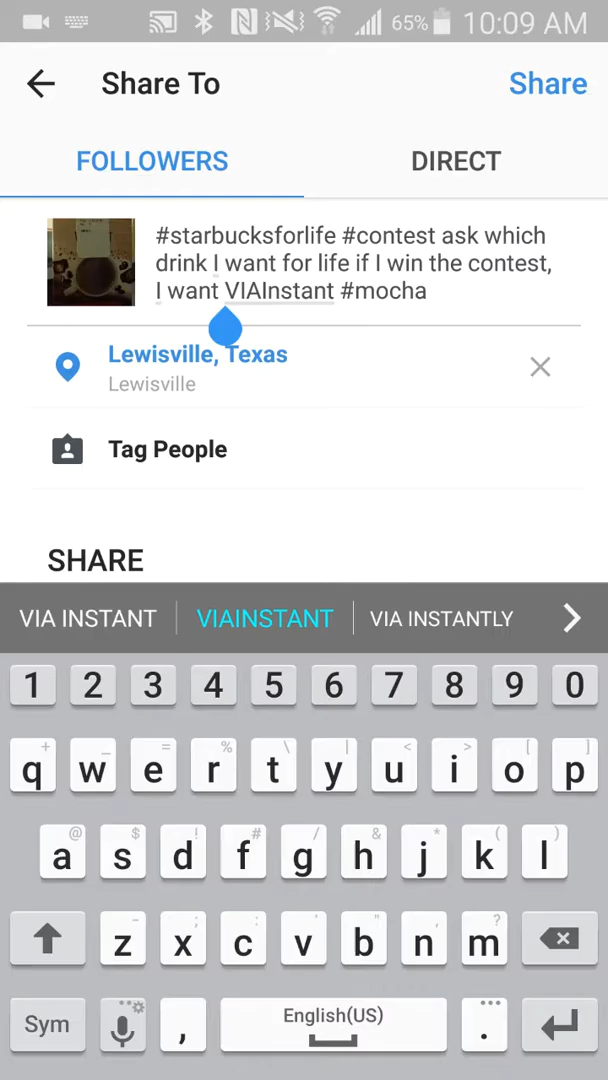 65% 10:09 AM
Share To Share
FOLLOWERS DIRECT
#starbucksforlife #contest ask which
drink I want for life if I win the contest,
I want VIAInstant #mocha
Lewisville, Texas
Lewisville
Tag People
SHARE
VIA INSTANT VIAINSTANT VIA INSTANTLY
1 2 3 4 5 6 7 8 9 0
+ _ = % \ | < > [ ]
q w e r t y u i o p
@ $ ! # / & * ( )
a s d f g h j k l
- ; : ' " , ?
z x c v b n m
Sym , English(US) .